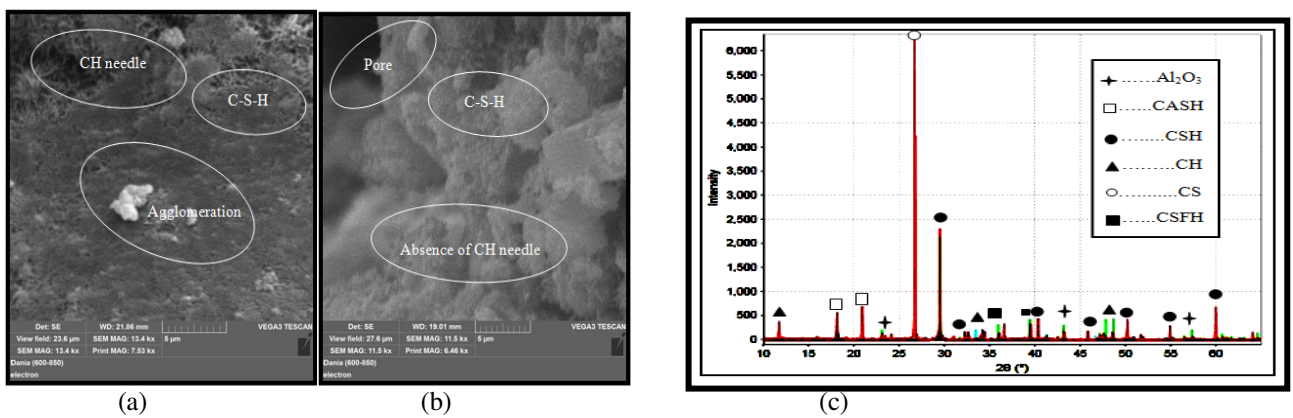 CH needle
C-S-H
Agglomeration
Det: SE WD: 21.86 mm VEGA3 TESCAN
View field: 23.6 µm SEM MAG: 13.4 kx 5 µm
SEM MAG: 13.4 kx Print MAG: 7.53 kx
Dania (600-850)
electron
(a)
Pore
C-S-H
Absence of CH needle
Det: SE WD: 19.01 mm VEGA3 TESCAN
View field: 27.6 µm SEM MAG: 11.5 kx 5 µm
SEM MAG: 11.5 kx Print MAG: 6.46 kx
Dania (600-850)
electron
(b)
Intensity
6,000
5,500
5,000
4,500
4,000
3,500
3,000
2,500
2,000
1,500
1,000
500
0
10 15 20 25 30 35 40 45 50 55 60
2θ (°)
..........Al₂O₃
..........CASH
..........CSH
..........CH
..........CS
..........CSFH
(c)